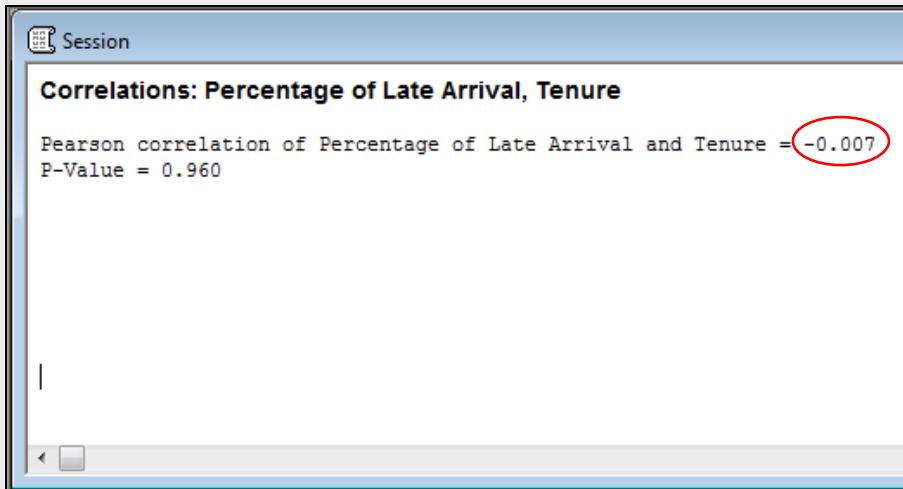 Session
Correlations: Percentage of Late Arrival, Tenure
Pearson correlation of Percentage of Late Arrival and Tenure = -0.007
P-Value = 0.960